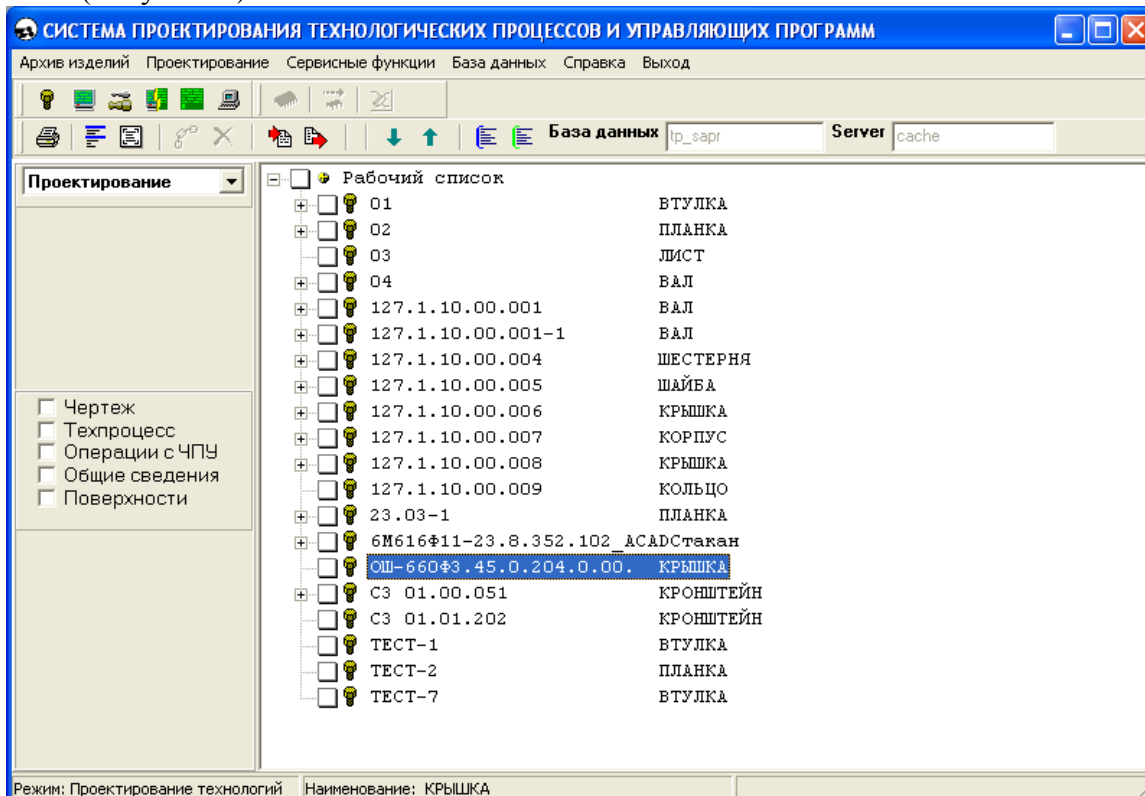 СИСТЕМА ПРОЕКТИРОВАНИЯ ТЕХНОЛОГИЧЕСКИХ ПРОЦЕССОВ И УПРАВЛЯЮЩИХ ПРОГРАММ
Архив изделий Проектирование Сервисные функции База данных Справка Выход
База данных tp_sapr Server cache
Проектирование
Рабочий список
01 ВТУЛКА
02 ПЛАНКА
03 ЛИСТ
04 ВАЛ
127.1.10.00.001 ВАЛ
127.1.10.00.001-1 ВАЛ
127.1.10.00.004 ШЕСТЕРНЯ
127.1.10.00.005 ШАЙБА
127.1.10.00.006 КРЫШКА
127.1.10.00.007 КОРПУС
127.1.10.00.008 КРЫШКА
127.1.10.00.009 КОЛЬЦО
23.03-1 ПЛАНКА
6М616Ф11-23.8.352.102_ACADСтакан
ОШ-660Ф3.45.0.204.0.00. КРЫШКА
СЗ 01.00.051 КРОНШТЕЙН
СЗ 01.01.202 КРОНШТЕЙН
ТЕСТ-1 ВТУЛКА
ТЕСТ-2 ПЛАНКА
ТЕСТ-7 ВТУЛКА
Чертеж
Техпроцесс
Операции с ЧПУ
Общие сведения
Поверхности
Режим: Проектирование технологий Наименование: КРЫШКА